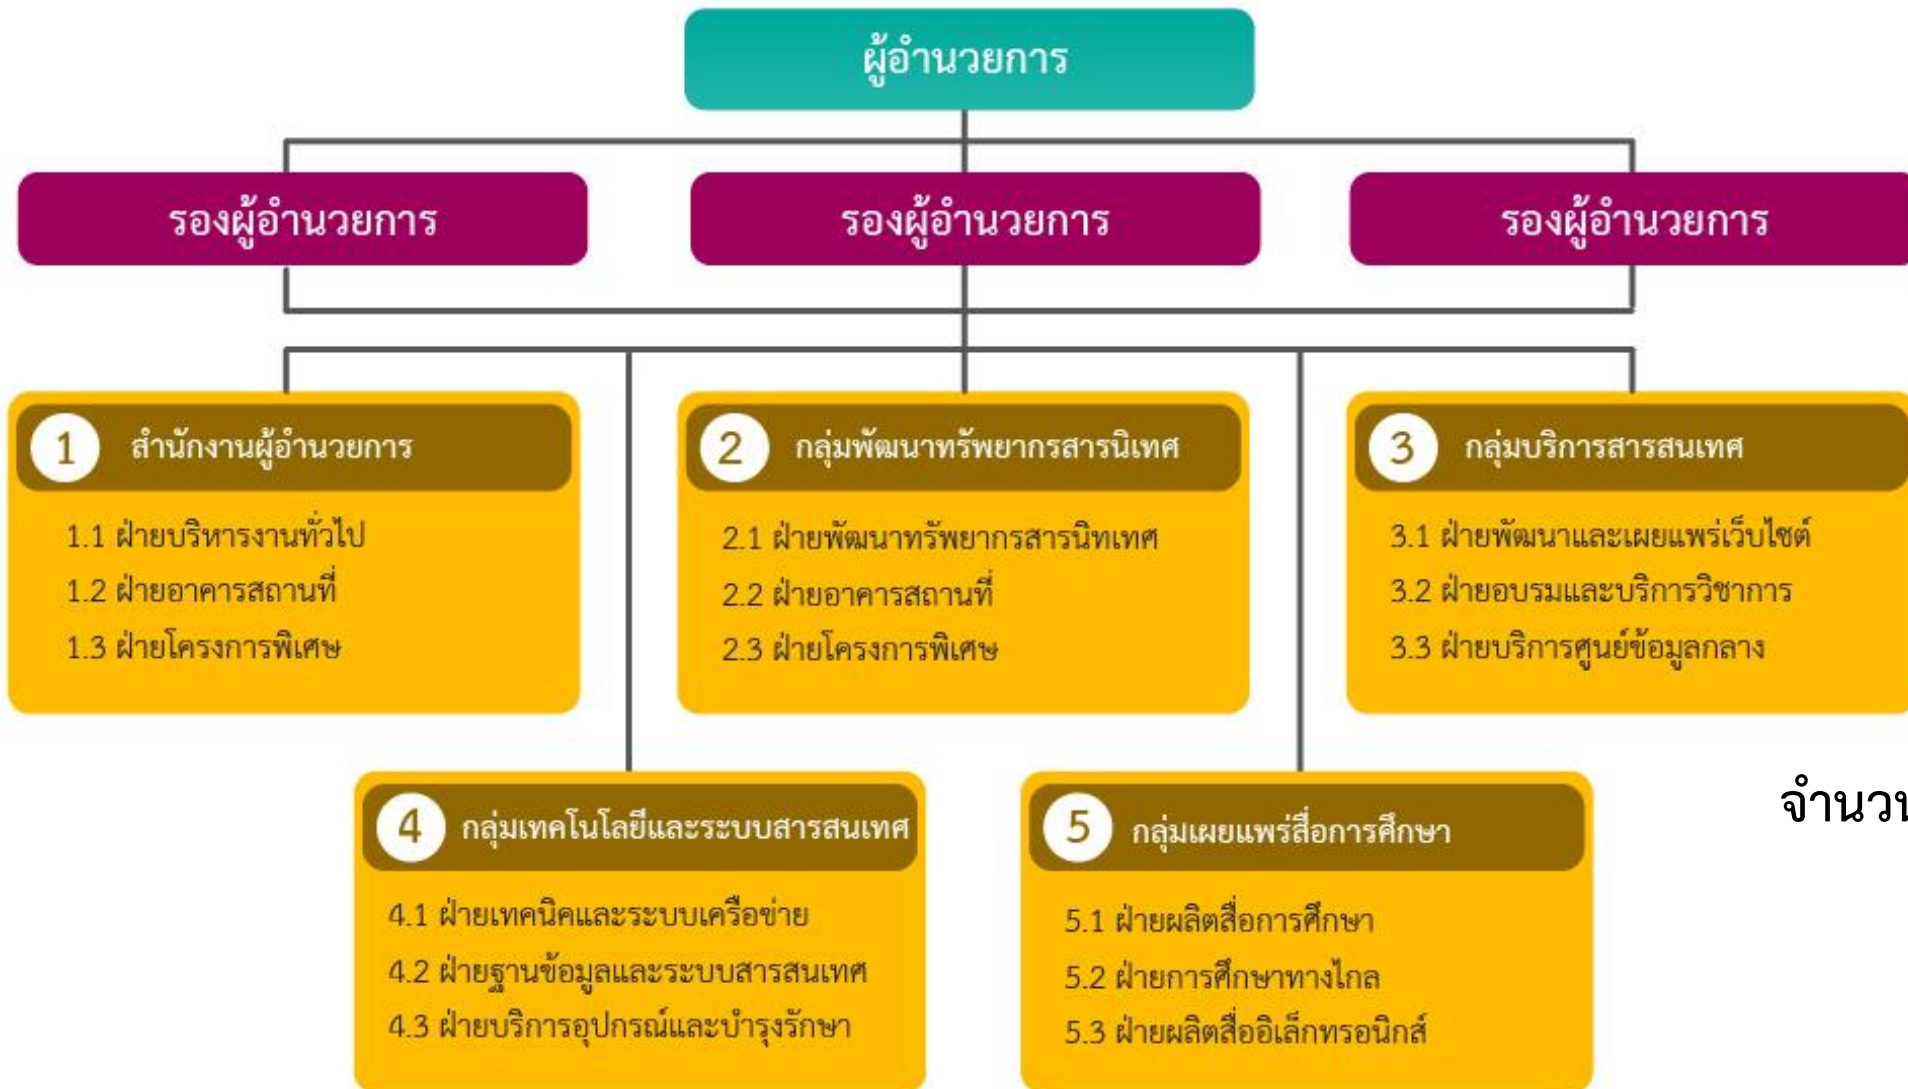 ผู้อำนวยการ
รองผู้อำนวยการ
รองผู้อำนวยการ
รองผู้อำนวยการ
1 สำนักงานผู้อำนวยการ
1.1 ฝ่ายบริหารงานทั่วไป
1.2 ฝ่ายอาคารสถานที่
1.3 ฝ่ายโครงการพิเศษ
2 กลุ่มพัฒนาทรัพยากรสารนิเทศ
2.1 ฝ่ายพัฒนาทรัพยากรสารนิทเทศ
2.2 ฝ่ายอาคารสถานที่
2.3 ฝ่ายโครงการพิเศษ
3 กลุ่มบริการสารสนเทศ
3.1 ฝ่ายพัฒนาและเผยแพร่เว็บไซต์
3.2 ฝ่ายอบรมและบริการวิชาการ
3.3 ฝ่ายบริการศูนย์ข้อมูลกลาง
4 กลุ่มเทคโนโลยีและระบบสารสนเทศ
4.1 ฝ่ายเทคนิคและระบบเครือข่าย
4.2 ฝ่ายฐานข้อมูลและระบบสารสนเทศ
4.3 ฝ่ายบริการอุปกรณ์และบำรุงรักษา
5 กลุ่มเผยแพร่สื่อการศึกษา
5.1 ฝ่ายผลิตสื่อการศึกษา
5.2 ฝ่ายการศึกษาทางไกล
5.3 ฝ่ายผลิตสื่ออิเล็กทรอนิกส์
จำนวน